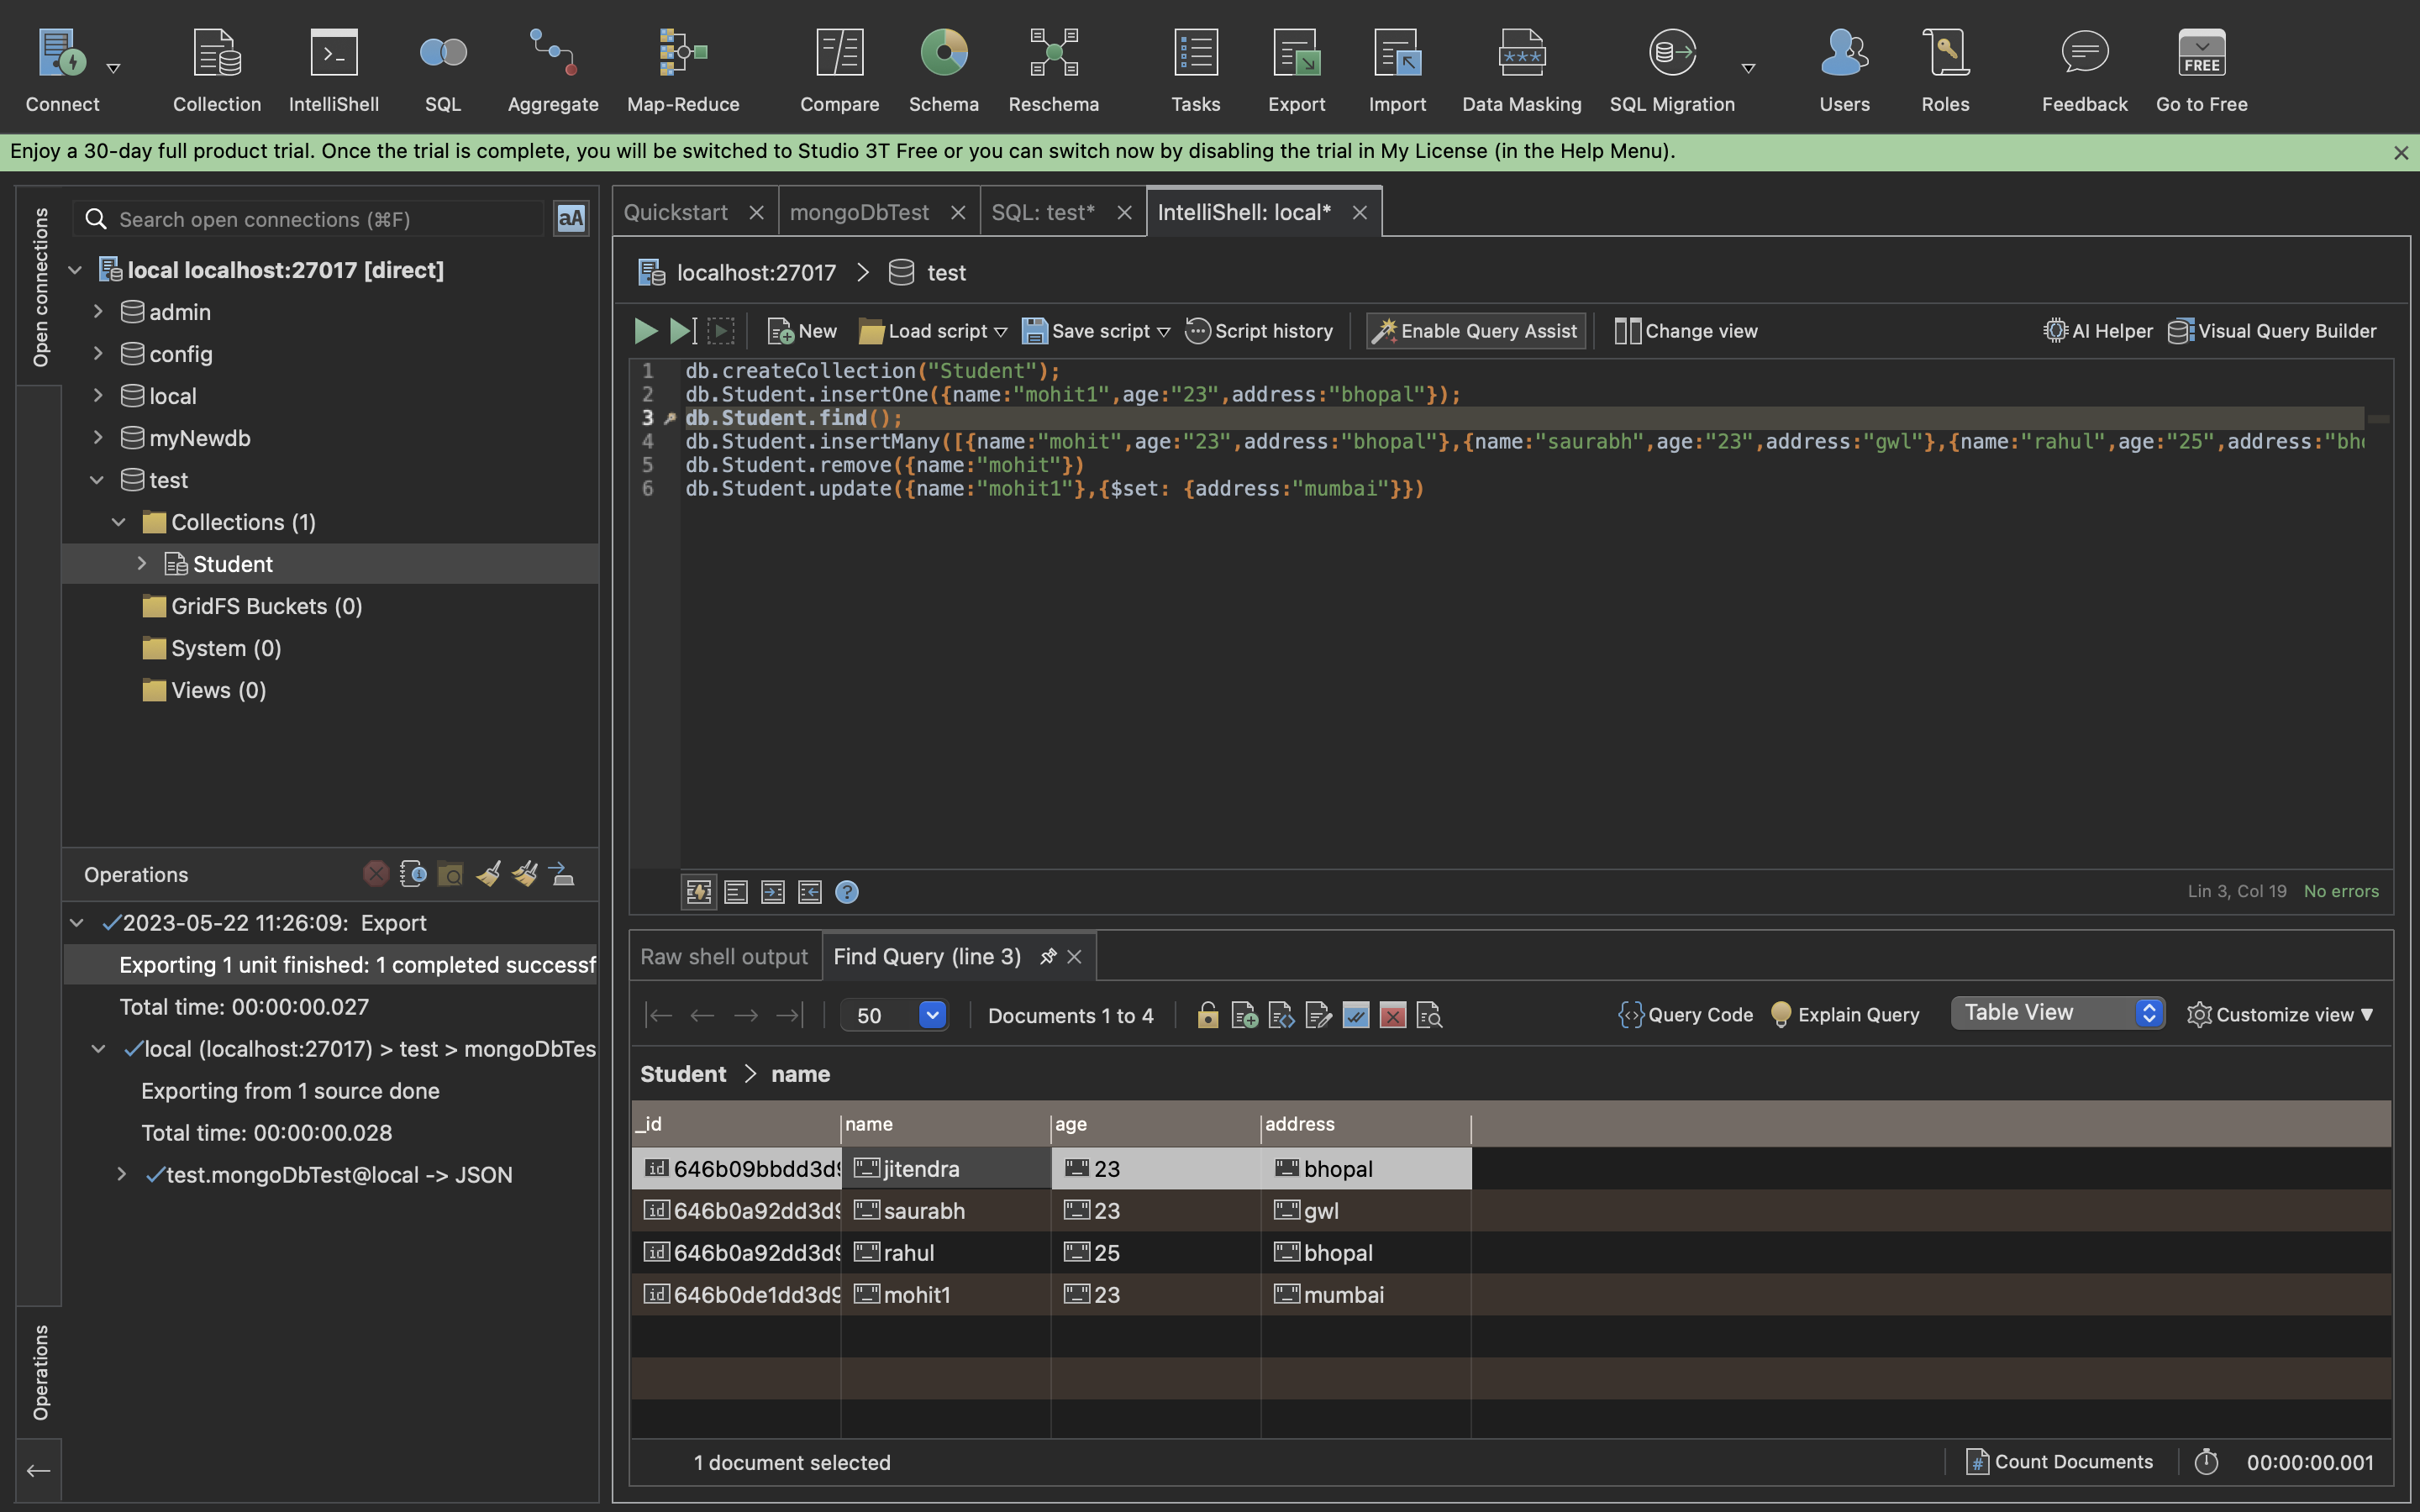 Connect
Collection
IntelliShell
SQL
Aggregate
Map-Reduce
Compare
Schema
Reschema
Tasks
Export
Import
Data Masking
SQL Migration
Users
Roles
Feedback
FREE
Go to Free
Enjoy a 30-day full product trial. Once the trial is complete, you will be switched to Studio 3T Free or you can switch now by disabling the trial in My License (in the Help Menu).
Open connections
Search open connections (⌘F)
aA
local localhost:27017 [direct]
admin
config
local
myNewdb
test
Collections (1)
Student
GridFS Buckets (0)
System (0)
Views (0)
Operations
2023-05-22 11:26:09: Export
Exporting 1 unit finished: 1 completed successf
Total time: 00:00:00.027
local (localhost:27017) > test > mongoDbTes
Exporting from 1 source done
Total time: 00:00:00.028
test.mongoDbTest@local -> JSON
Operations
Quickstart
mongoDbTest
SQL: test*
IntelliShell: local*
localhost:27017 > test
New
Load script
Save script
Script history
Enable Query Assist
Change view
AI Helper
Visual Query Builder
1 db.createCollection("Student");
2 db.Student.insertOne({name:"mohit1",age:"23",address:"bhopal"});
3 db.Student.find();
4 db.Student.insertMany([{name:"mohit",age:"23",address:"bhopal"},{name:"saurabh",age:"23",address:"gwl"},{name:"rahul",age:"25",address:"bh
5 db.Student.remove({name:"mohit"})
6 db.Student.update({name:"mohit1"},{$set: {address:"mumbai"}})
Lin 3, Col 19 No errors
Raw shell output
Find Query (line 3)
50
Documents 1 to 4
Query Code
Explain Query
Table View
Customize view
Student > name
_id name age address
id 646b09bbdd3d9 jitendra 23 bhopal
id 646b0a92dd3d9 saurabh 23 gwl
id 646b0a92dd3d9 rahul 25 bhopal
id 646b0de1dd3d9 mohit1 23 mumbai
1 document selected
Count Documents
00:00:00.001